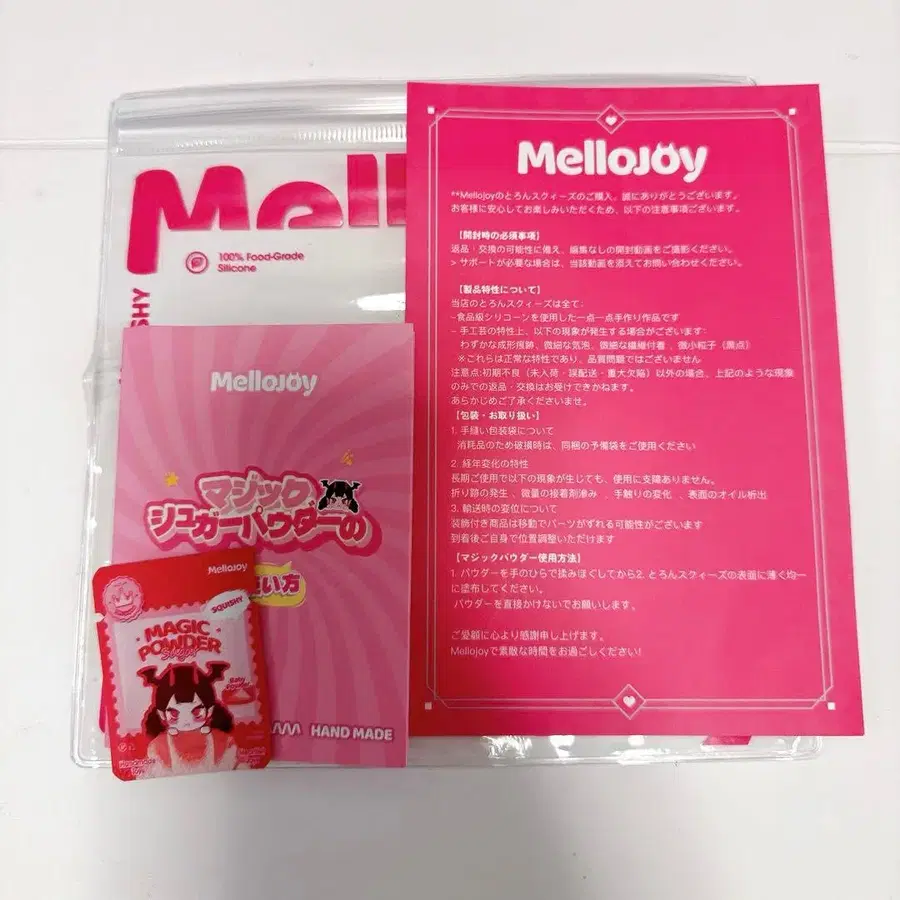 Mell
100% Food-Grade
Silicone
SHY
MelloJoy
**Mellojoyのとろんスクィーズのご購入、誠にありがとうございます。
お客様に安心してお楽しみいただくため、以下の注意事項ございます。
【開封時の必須事項】
返品・交換の可能性に備え、編集なしの開封動画をご撮影ください。
> サポートが必要な場合は、当該動画を添えてお問い合わせください。
【製品特性について】
当店のとろんスクィーズは全て:
-食品級シリコーンを使用した一点一点手作り作品です
- 手工芸の特性上、以下の現象が発生する場合がございます:
わずかな成形痕跡、微細な気泡、微細な繊維付着 、微小粒子（黒点）
※これらは正常な特性であり、品質問題ではございません
注意点:初期不良（未入荷・誤配送・重大欠陥）以外の場合、上記のような現象
のみでの返品・交換はお受けできかねます。
あらかじめご了承くださいませ。
【包装・お取り扱い】
1. 手縫い包装袋について
消耗品のため破損時は、同梱の予備袋をご使用ください
2. 経年変化の特性
長期ご使用で以下の現象が生じても、使用に支障ありません。
折り跡の発生 、微量の接着剤滲み 、 手触りの変化 、表面のオイル析出
3. 輸送時の変位について
装飾付き商品は移動でパーツがずれる可能性がございます
到着後ご自身で位置調整いただけます
【マジックパウダー使用方法】
1. パウダーを手のひらで揉みほぐしてから2. とろんスクィーズの表面に薄く均一
に塗布してください。
パウダーを直接かけないでお願いします。
ご愛顧に心より感謝申し上げます。
Mellojoyで素敵な時間をお過ごしください!
MelloJoy
マジック
シュガーパウダーの
使い方
HAND MADE
MelloJoy
SQUISHY
MAGIC
POWDER
Baby
Powder
Handmade